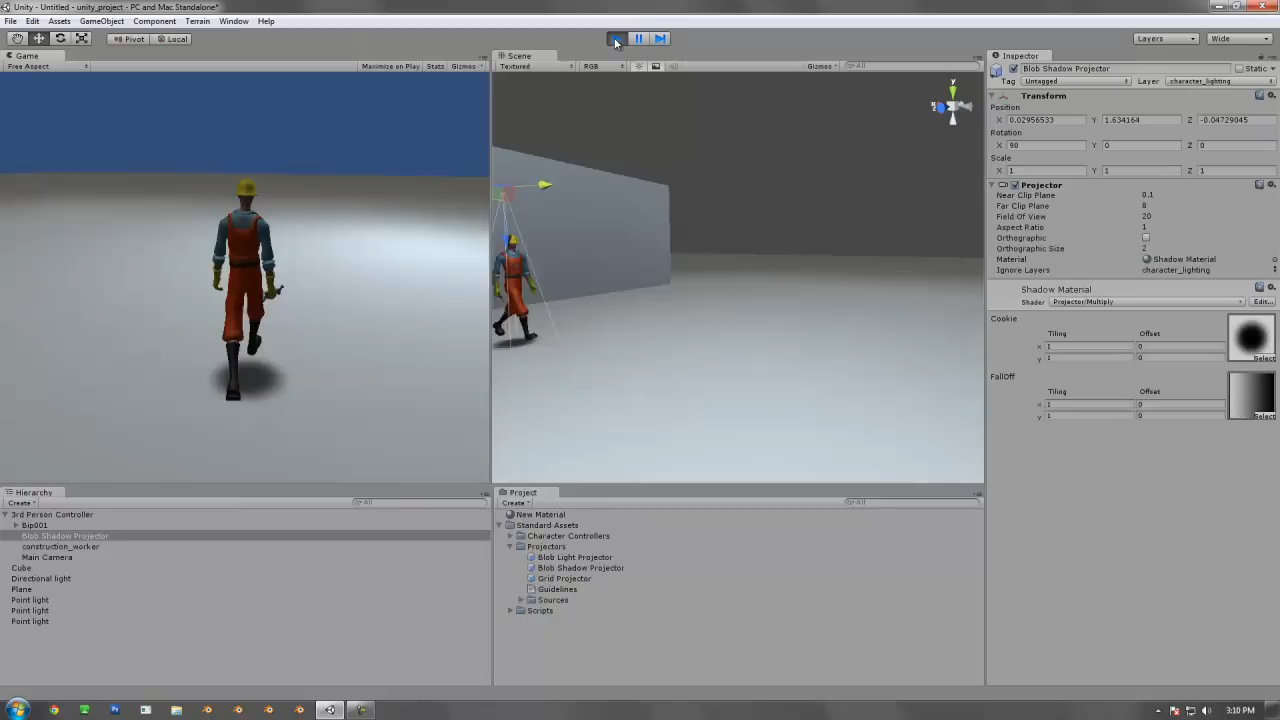 Unity - Untitled - unity_project - PC and Mac Standalone*
File Edit Assets GameObject Component Terrain Window Help
Pivot Local Layers Wide
Game
Free Aspect Maximize on Play Stats Gizmos
Scene
Textured RGB Gizmos All
Inspector
Blob Shadow Projector Static
Tag Untagged Layer character_lighting
Transform
Position
X 0.02956533 Y 1.634164 Z -0.04729045
Rotation
X 90 Y 0 Z 0
Scale
X 1 Y 1 Z 1
Projector
Near Clip Plane 0.1
Far Clip Plane 8
Field Of View 20
Aspect Ratio 1
Orthographic
Orthographic Size 2
Material Shadow Material
Ignore Layers character_lighting
Shadow Material
Shader Projector/Multiply Edit...
Cookie
Tiling Offset
x 1 0
y 1 0
Select
FallOff
Tiling Offset
x 1 0
y 1 0
Select
y
x
z
Hierarchy
Create All
3rd Person Controller
Bip001
Blob Shadow Projector
construction_worker
Main Camera
Cube
Directional light
Plane
Point light
Point light
Point light
Project
Create All
New Material
Standard Assets
Character Controllers
Projectors
Blob Light Projector
Blob Shadow Projector
Grid Projector
Guidelines
Sources
Scripts
3:10 PM